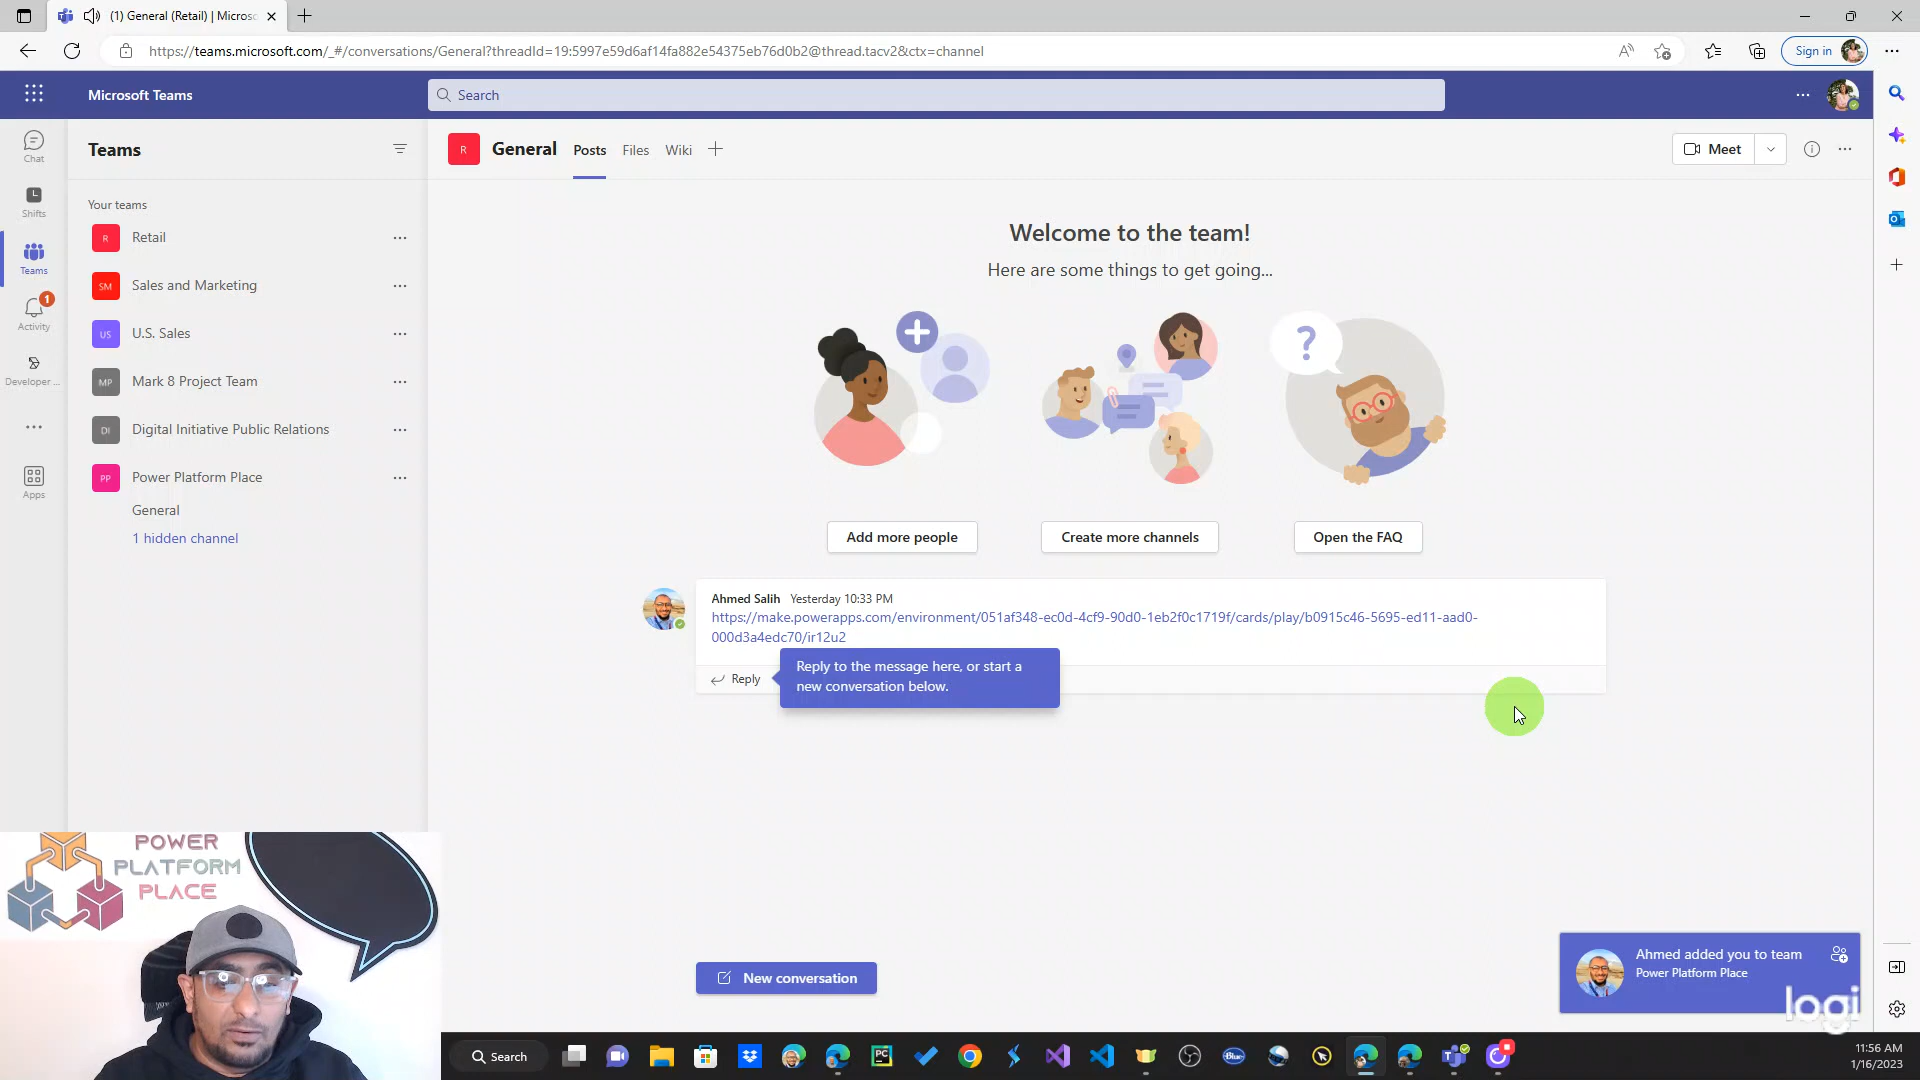 (1) General (Retail) | Microsc
https://teams.microsoft.com/_#/conversations/General?threadId=19:5997e59d6af14fa882e54375eb76d0b2@thread.tacv2&ctx=channel
Sign in
Microsoft Teams
Search
Chat
Shifts
Teams
Activity
1
Developer ...
Apps
Teams
Your teams
R
Retail
SM
Sales and Marketing
US
U.S. Sales
MP
Mark 8 Project Team
DI
Digital Initiative Public Relations
PP
Power Platform Place
General
1 hidden channel
R
General
Posts
Files
Wiki
Meet
Welcome to the team!
Here are some things to get going...
?
Add more people
Create more channels
Open the FAQ
Ahmed Salih Yesterday 10:33 PM
https://make.powerapps.com/environment/051af348-ec0d-4cf9-90d0-1eb2f0c1719f/cards/play/b0915c46-5695-ed11-aad0-
000d3a4edc70/ir12u2
Reply
Reply to the message here, or start a
new conversation below.
New conversation
Ahmed added you to team
Power Platform Place
logi
POWER
PLATFORM
PLACE
Search
PC
Blue
11:56 AM
1/16/2023